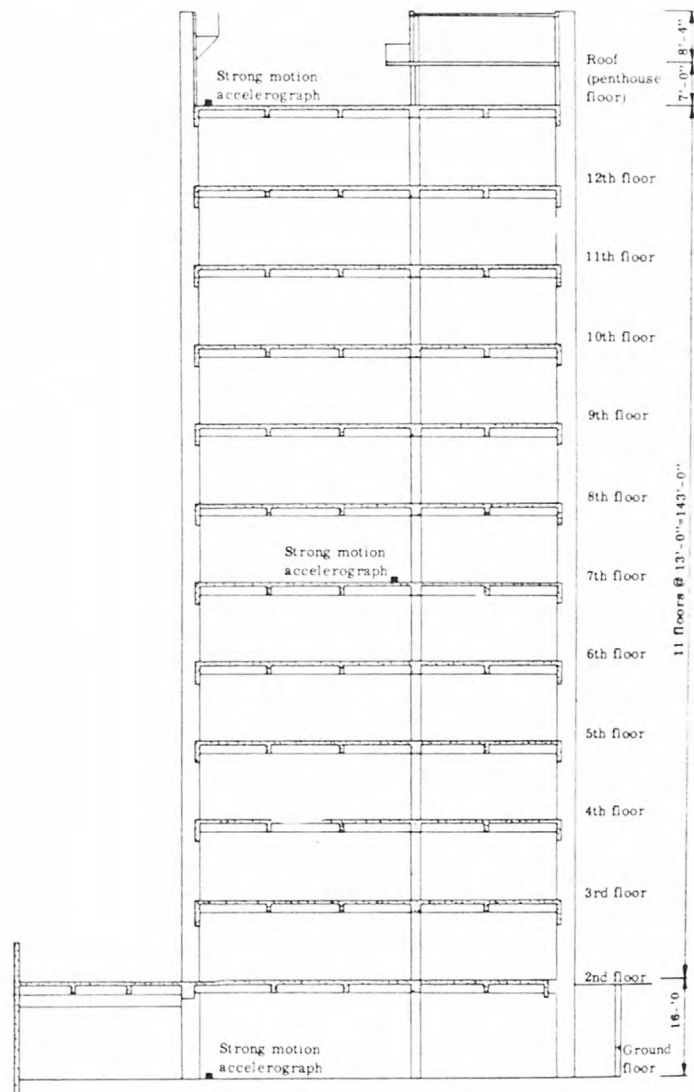 8'-4"
Roof
(penthouse
floor)
7'-0"
Strong motion
accelerograph
12th floor
11th floor
10th floor
9th floor
8th floor
11 floors @ 13'-0"=143'-0"
Strong motion
accelerograph
7th floor
6th floor
5th floor
4th floor
3rd floor
2nd floor
16-'0
Strong motion
accelerograph
Ground
floor